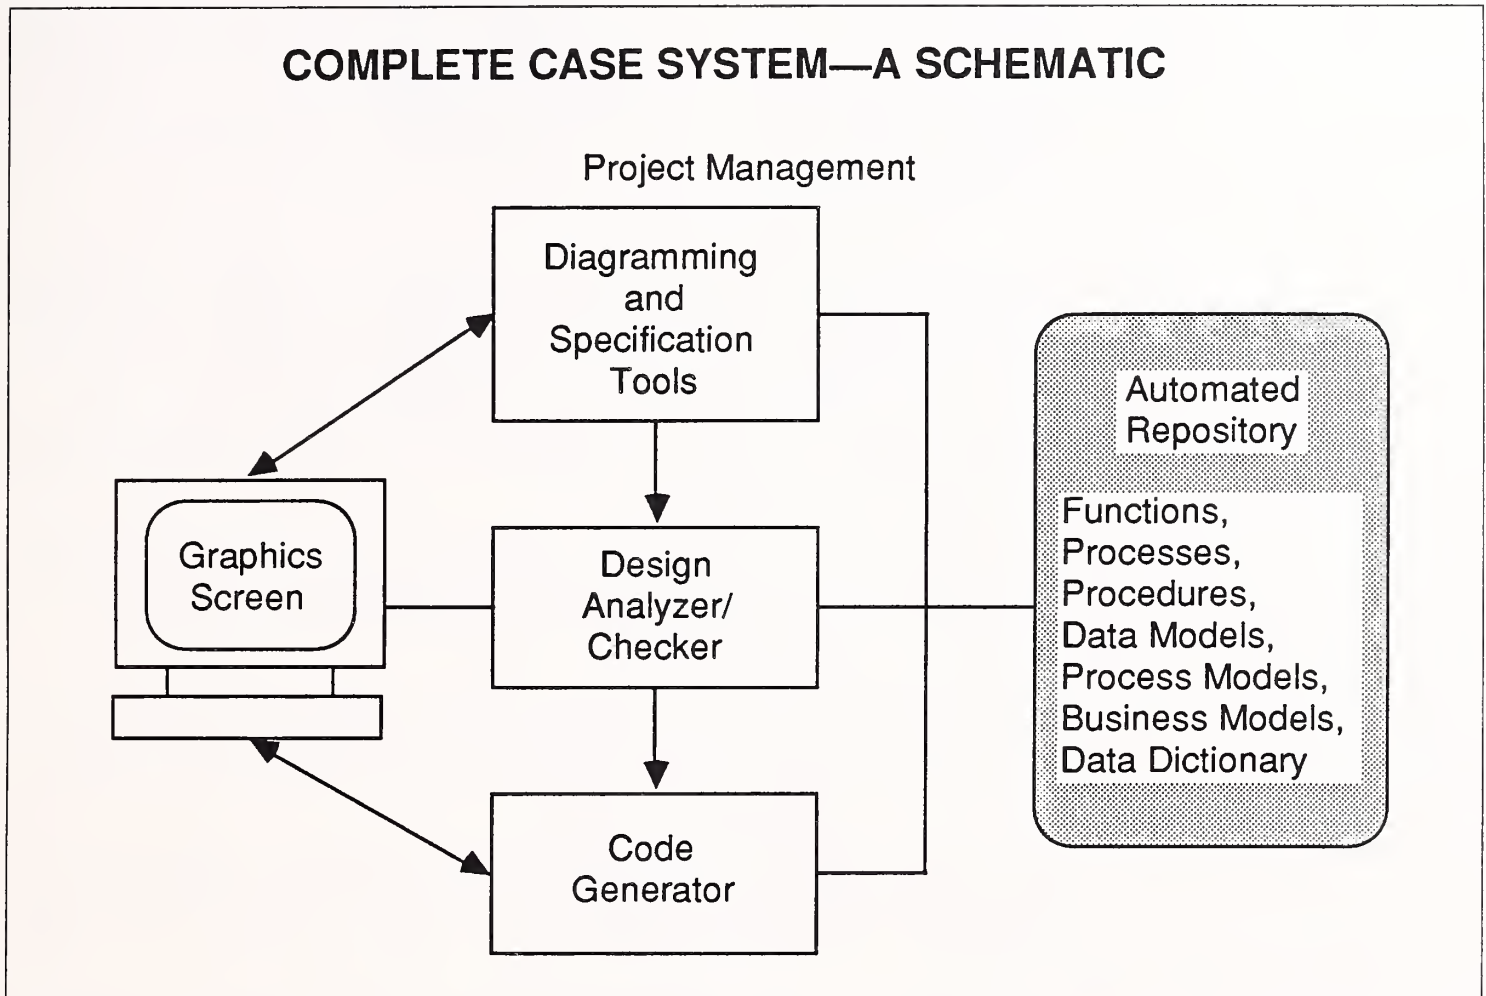 COMPLETE CASE SYSTEM—A SCHEMATIC
Project Management
Diagramming
and
Specification
Tools
Graphics
Screen
Design
Analyzer/
Checker
Code
Generator
Automated
Repository
Functions,
Processes,
Procedures,
Data Models,
Process Models,
Business Models,
Data Dictionary